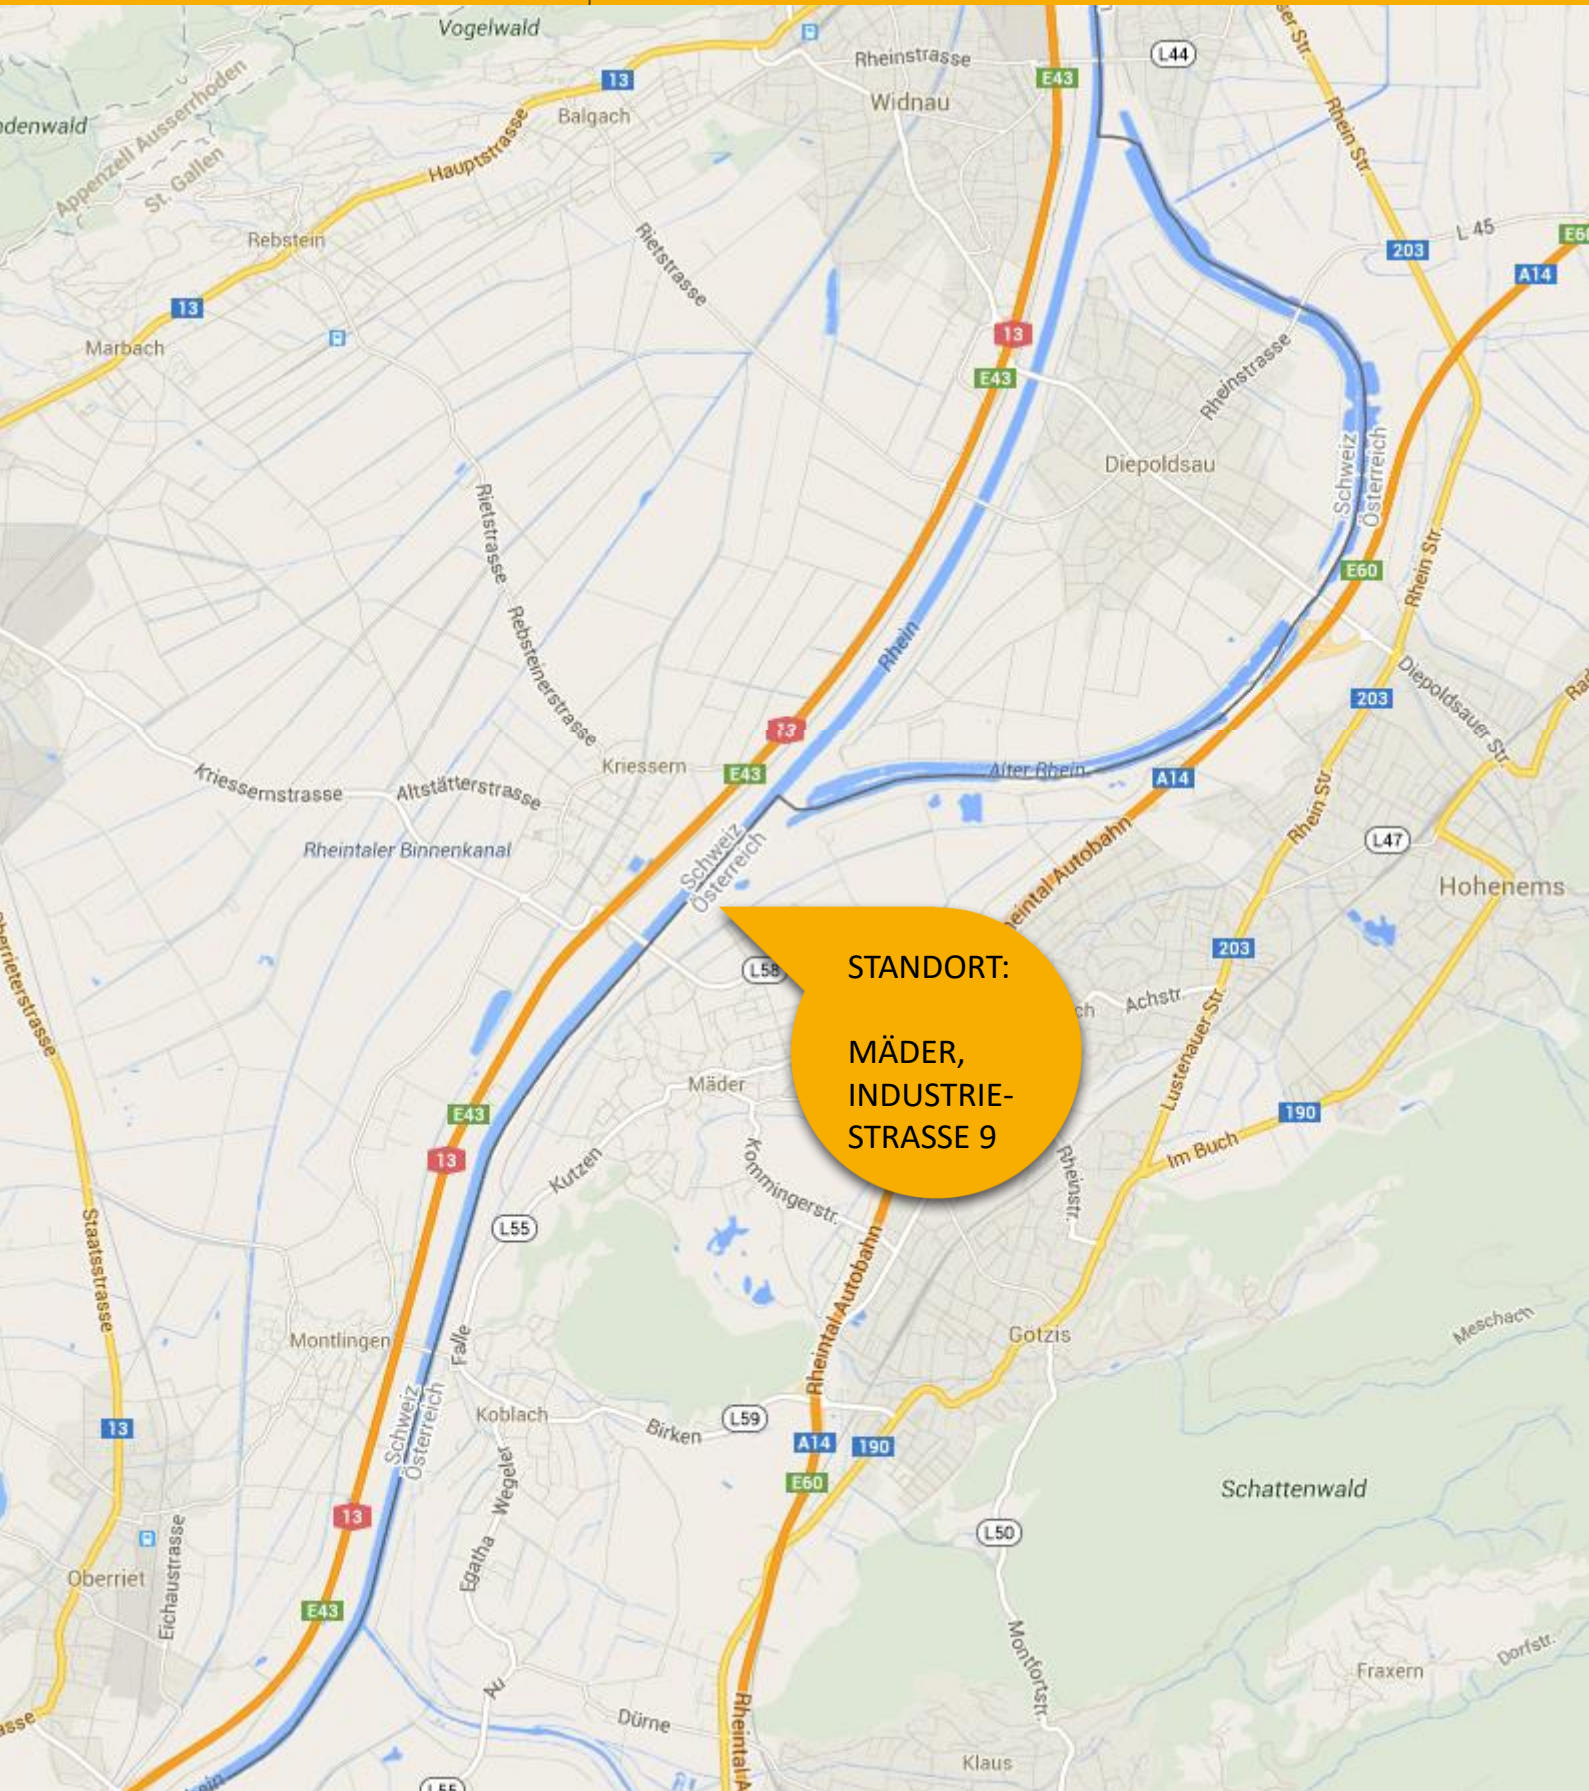 Vogelwald
L44
Rheinstrasse
E43
13
Widnau
Balgach
denwald
Appenzell Ausserrhoden
St. Gallen
Hauptstrasse
Rhein Str.
Rebstein
Rietstrasse
203
L 45
A14
13
13
Marbach
E43
Rheinstrasse
Diepoldsau
Schweiz
Österreich
Rietstrasse
E60
Rhein Str.
Rebsteinerstrasse
Rhein
Diepoldsauer Str.
203
13
Kriessern
E43
Alter Rhein
A14
Kriessernstrasse
Altstätterstrasse
Rhein Str.
Rheintaler Binnenkanal
Schweiz
Österreich
eintal Autobahn
L47
Hohenems
203
STANDORT:
L58
Achstr.
ch
MÄDER,
INDUSTRIE-
STRASSE 9
Mäder
Lustenauer Str.
E43
190
13
Im Buch
Kutzen
Kommingerstr.
Rheinstr.
L55
Staatsstrasse
Rheintal Autobahn
Montlingen
Falle
Götzis
Meschach
Schweiz
Österreich
Koblach
Birken
L59
13
A14
190
Wegeler
E60
Schattenwald
13
L50
Egatha
Eichaustrasse
Oberriet
E43
Montfortstr.
Fraxern
Dorfstr.
Au
Dürne
Rheintal A
Klaus
asse
L55